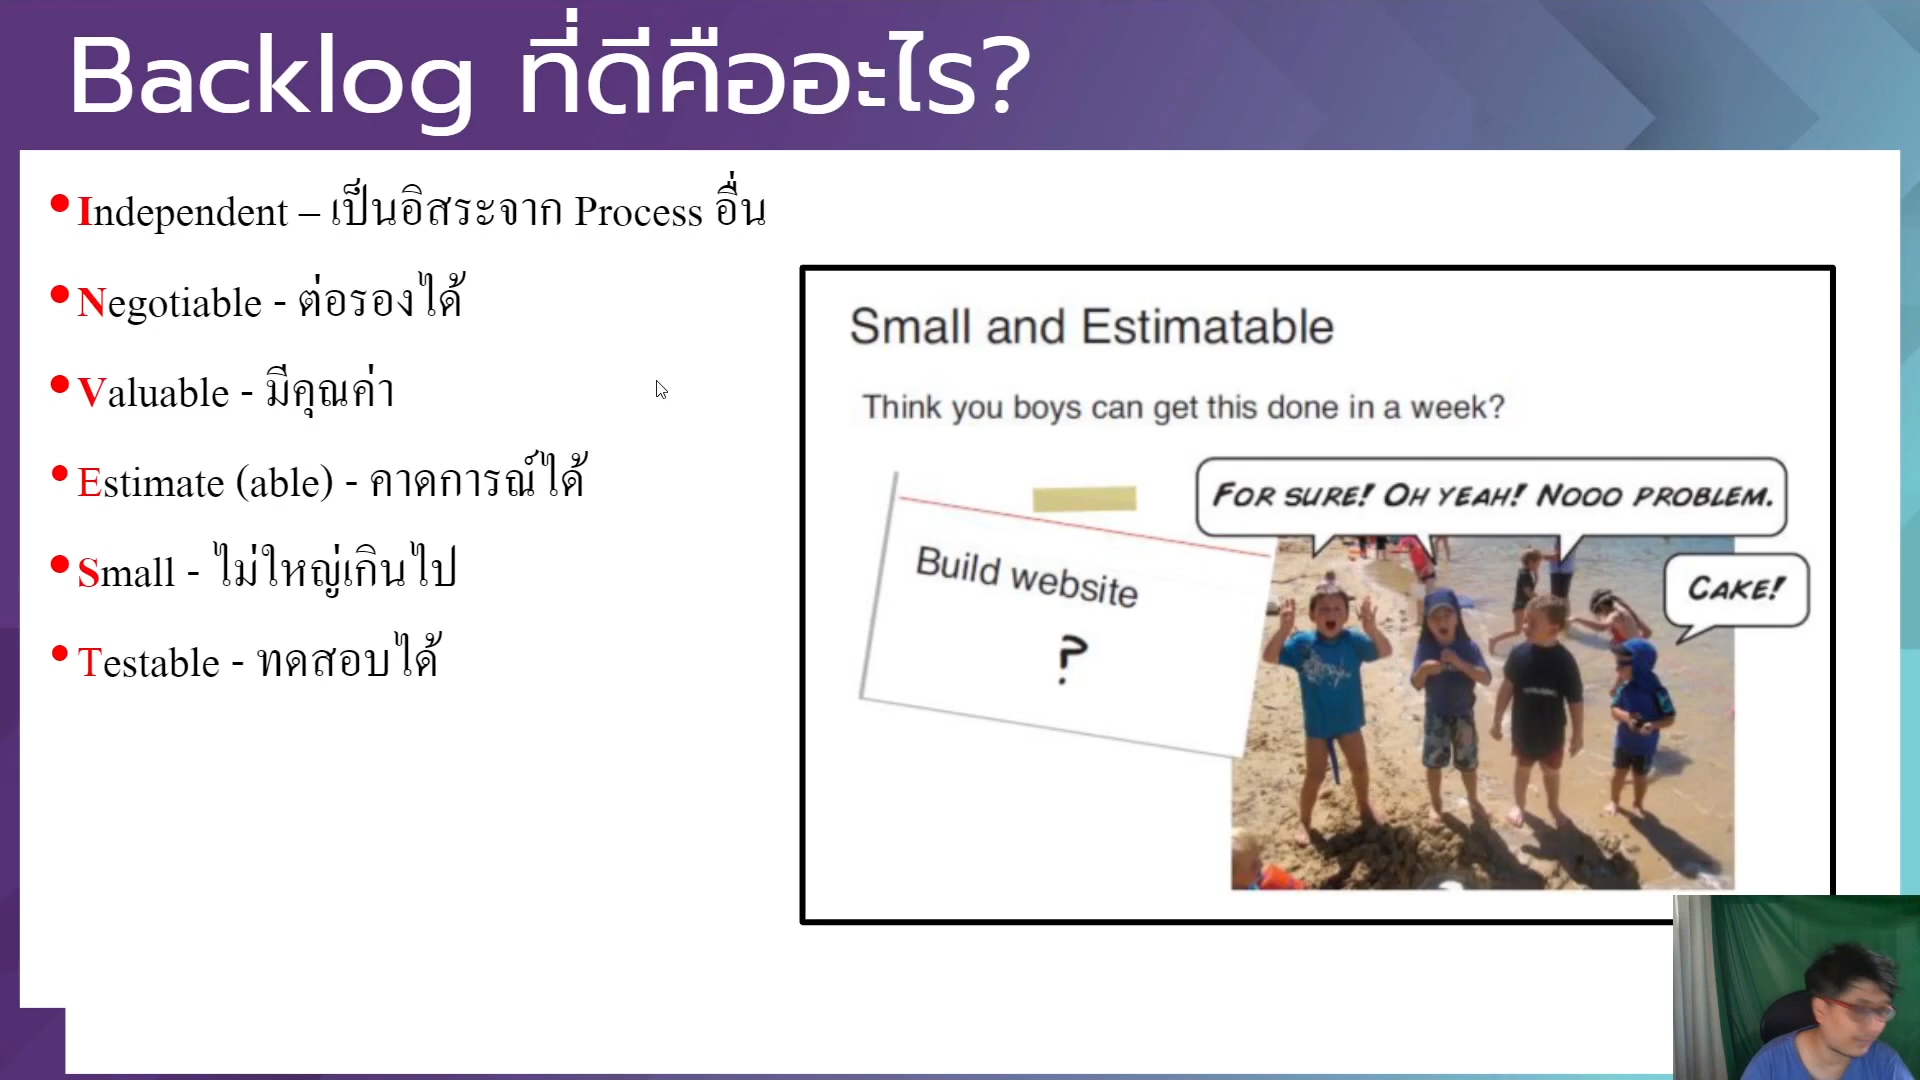 Backlog ที่ดีคืออะไร?
•Independent – เป็นอิสระจาก Process อื่น
•Negotiable - ต่อรองได้
•Valuable - มีคุณค่า
•Estimate (able) - คาดการณ์ได้
•Small - ไม่ใหญ่เกินไป
•Testable - ทดสอบได้
Small and Estimatable
Think you boys can get this done in a week?
FOR SURE! OH YEAH! NOOO PROBLEM.
CAKE!
Build website
?